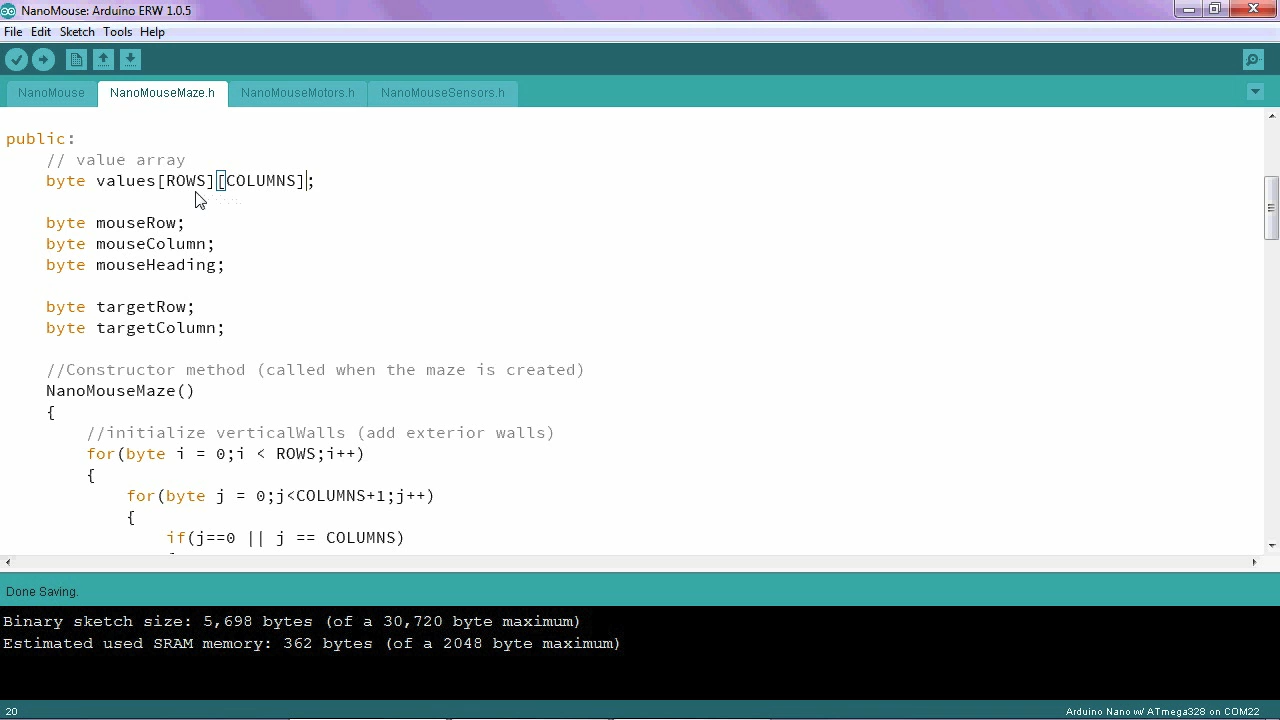 NanoMouse: Arduino ERW 1.0.5
File Edit Sketch Tools Help
NanoMouse NanoMouseMaze.h NanoMouseMotors.h NanoMouseSensors.h
public:
// value array
byte values[ROWS][COLUMNS];
byte mouseRow;
byte mouseColumn;
byte mouseHeading;
byte targetRow;
byte targetColumn;
//Constructor method (called when the maze is created)
NanoMouseMaze()
{
//initialize verticalWalls (add exterior walls)
for(byte i = 0;i < ROWS;i++)
{
for(byte j = 0;j<COLUMNS+1;j++)
{
if(j==0 || j == COLUMNS)
Done Saving.
Binary sketch size: 5,698 bytes (of a 30,720 byte maximum)
Estimated used SRAM memory: 362 bytes (of a 2048 byte maximum)
20 Arduino Nano w/ ATmega328 on COM22